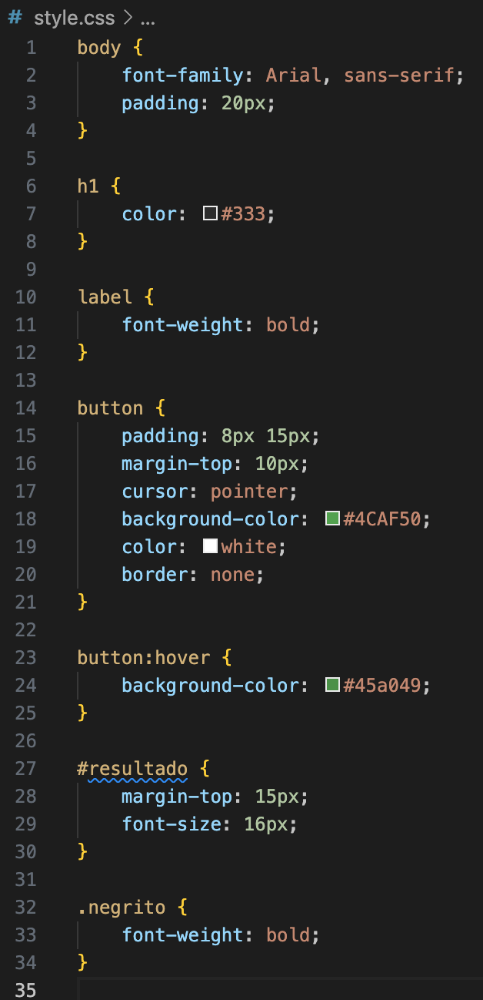 # style.css > ...
1 body {
2     font-family: Arial, sans-serif;
3     padding: 20px;
4 }
5
6 h1 {
7     color: #333;
8 }
9
10 label {
11     font-weight: bold;
12 }
13
14 button {
15     padding: 8px 15px;
16     margin-top: 10px;
17     cursor: pointer;
18     background-color: #4CAF50;
19     color: white;
20     border: none;
21 }
22
23 button:hover {
24     background-color: #45a049;
25 }
26
27 #resultado {
28     margin-top: 15px;
29     font-size: 16px;
30 }
31
32 .negrito {
33     font-weight: bold;
34 }
35